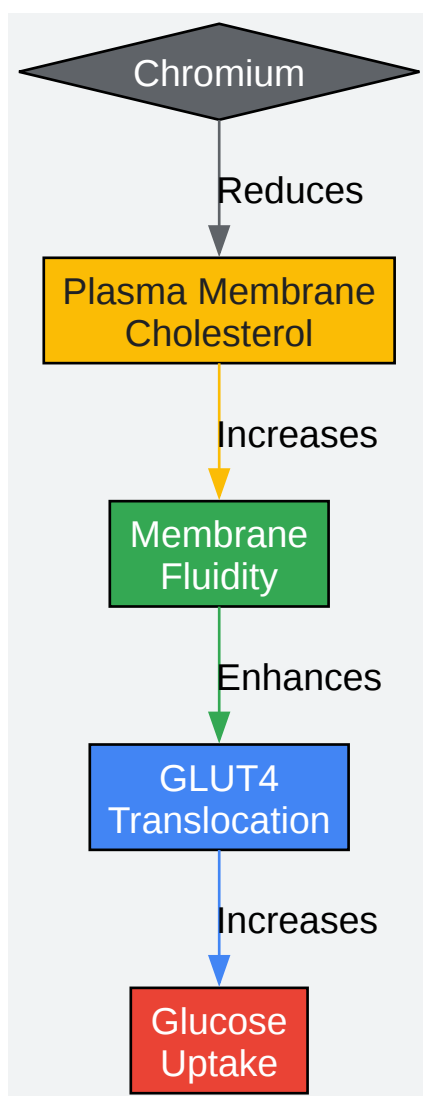 Chromium
Reduces
Plasma Membrane
Cholesterol
Increases
Membrane
Fluidity
Enhances
GLUT4
Translocation
Increases
Glucose
Uptake